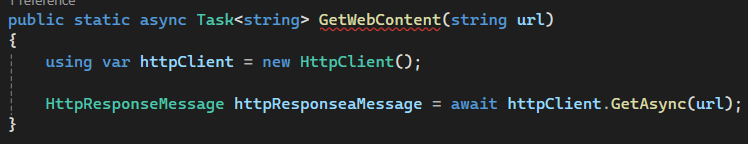 1 reference
public static async Task<string> GetWebContent(string url)
{
using var httpClient = new HttpClient();
HttpResponseMessage httpResponseaMessage = await httpClient.GetAsync(url);
}